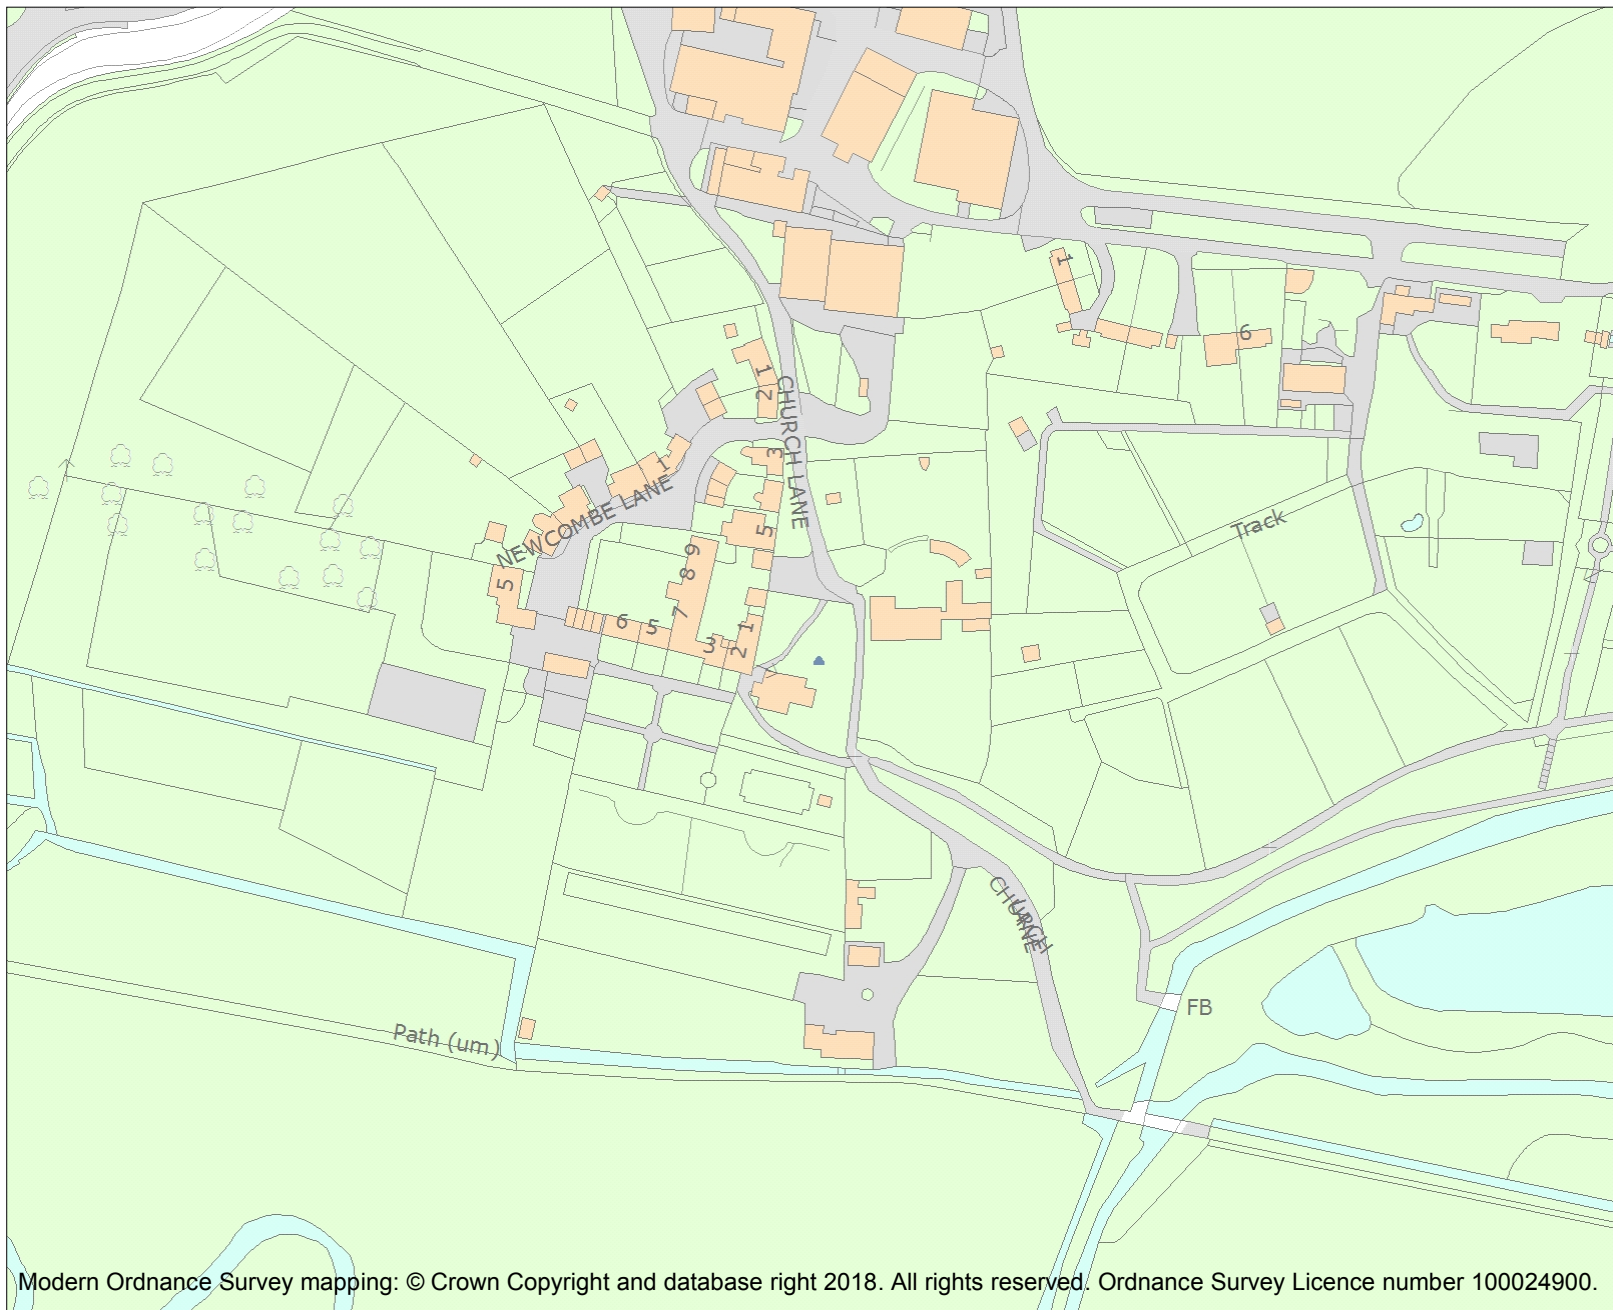 1
6
1
2
CHURCH LANE
3
1
NEWCOMBE LANE
5
9
8
7
5
6
5
3
2
1
Track
CHURCH
LANE
FB
Path (um)
Modern Ordnance Survey mapping: © Crown Copyright and database right 2018. All rights reserved. Ordnance Survey Licence number 100024900.